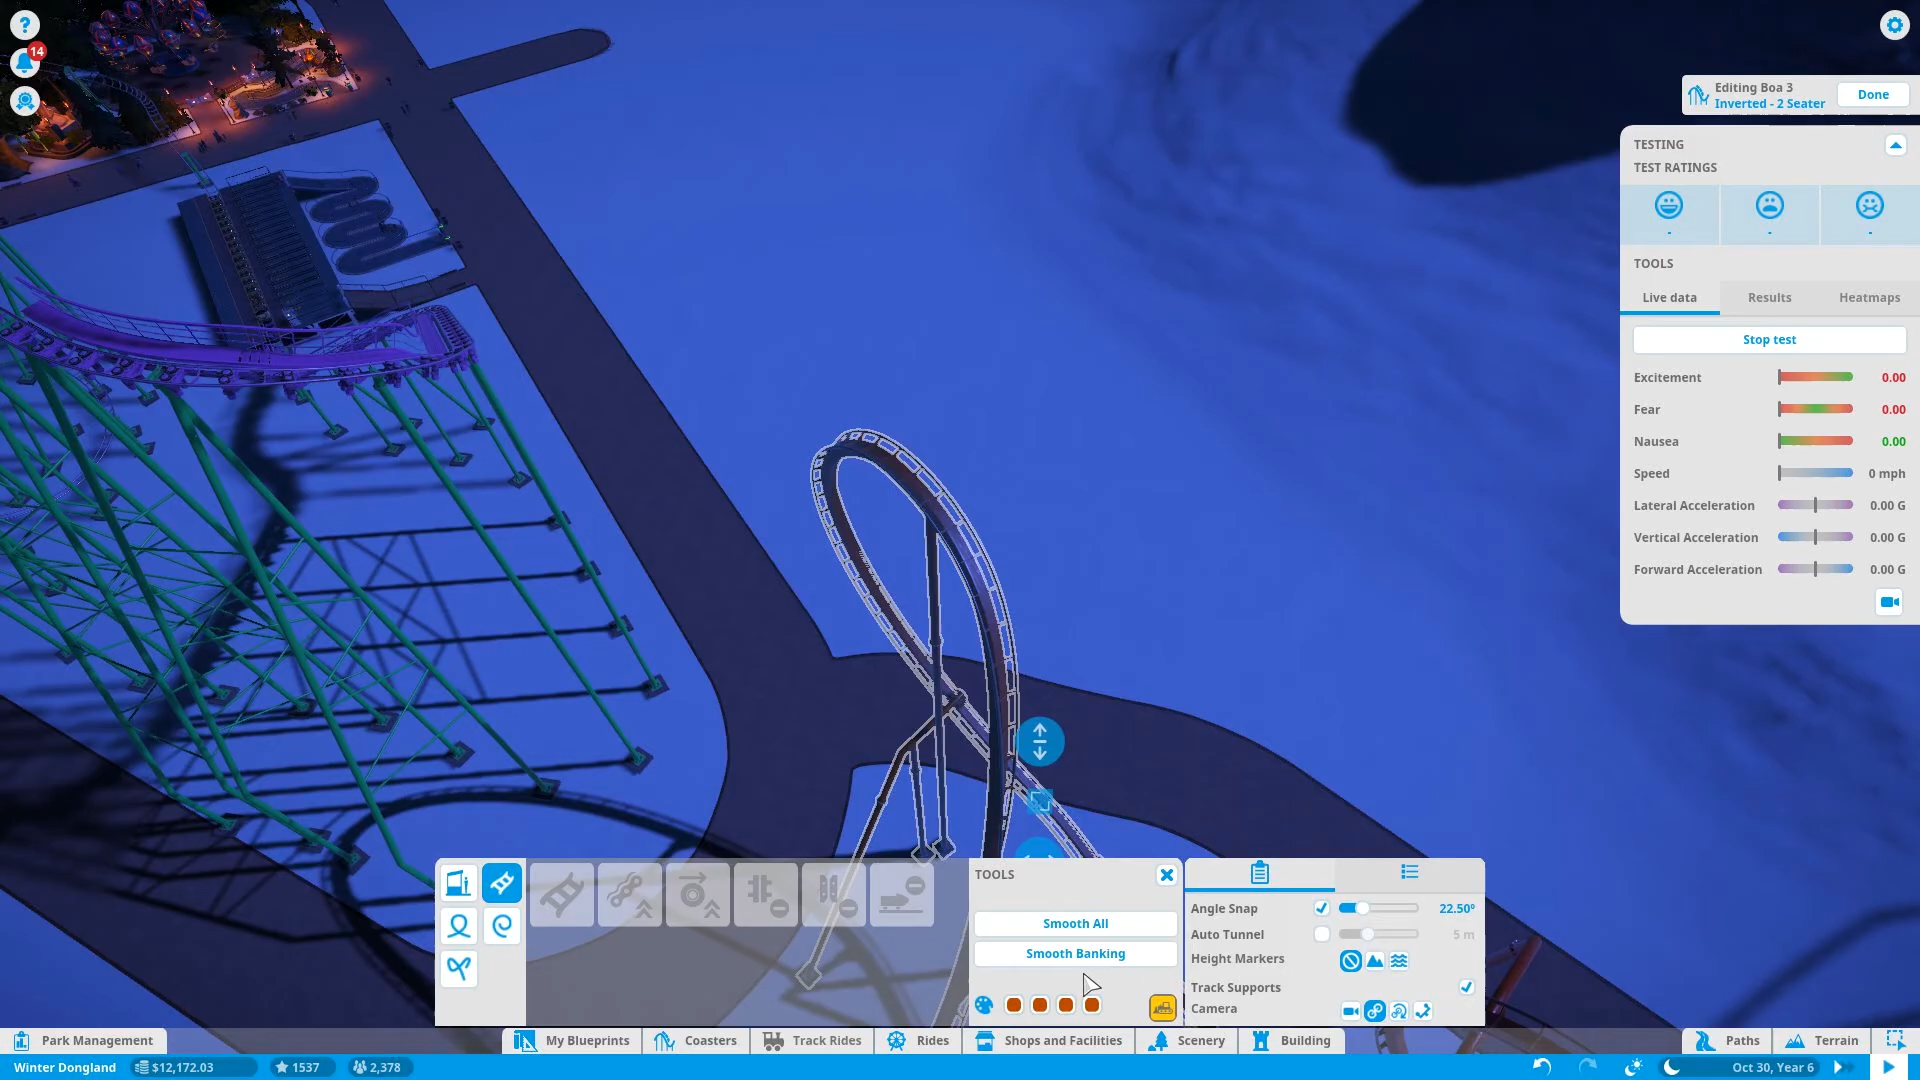 ?
14
Editing Boa 3
Inverted - 2 Seater
Done
TESTING
TEST RATINGS
-
-
-
TOOLS
Live data
Results
Heatmaps
Stop test
Excitement
0.00
Fear
0.00
Nausea
0.00
Speed
0 mph
Lateral Acceleration
0.00 G
Vertical Acceleration
0.00 G
Forward Acceleration
0.00 G
TOOLS
Smooth All
Smooth Banking
Angle Snap
22.50°
Auto Tunnel
5 m
Height Markers
Track Supports
Camera
Park Management
My Blueprints
Coasters
Track Rides
Rides
Shops and Facilities
Scenery
Building
Paths
Terrain
Winter Dongland
$12,172.03
1537
2,378
Oct 30, Year 6